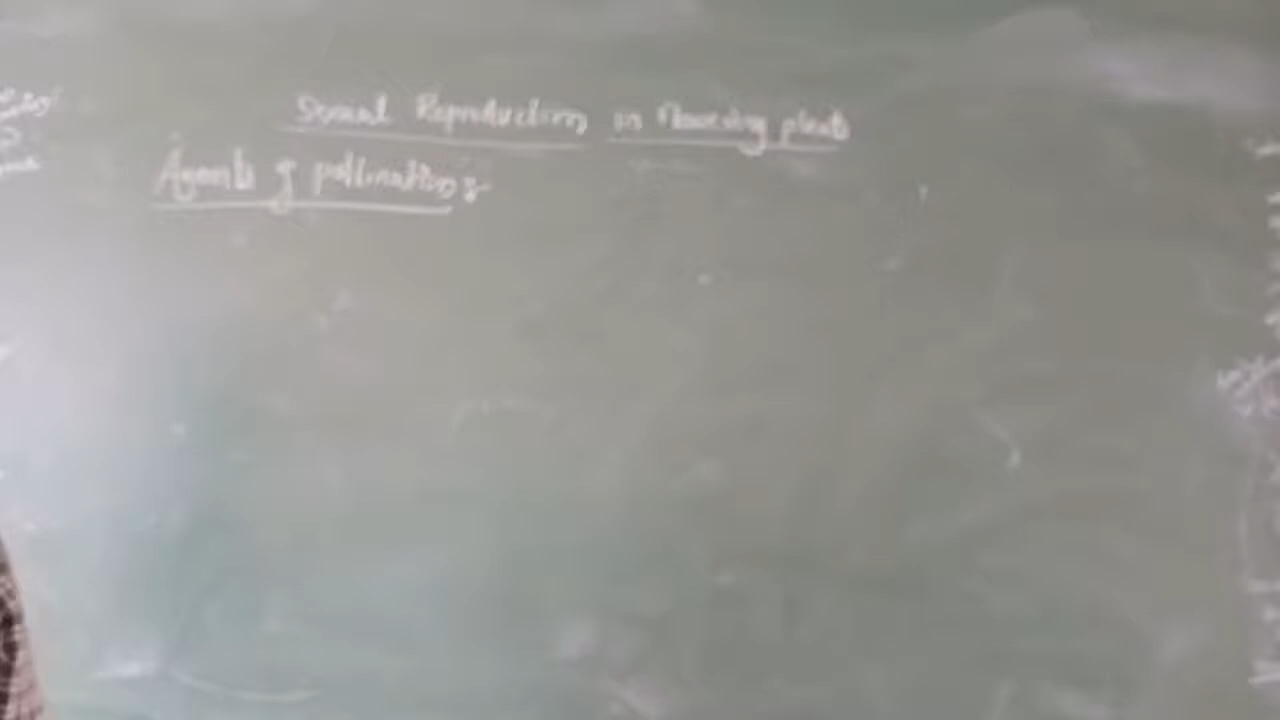 Sexual Reproduction in flowering plants
Agents of pollination:-